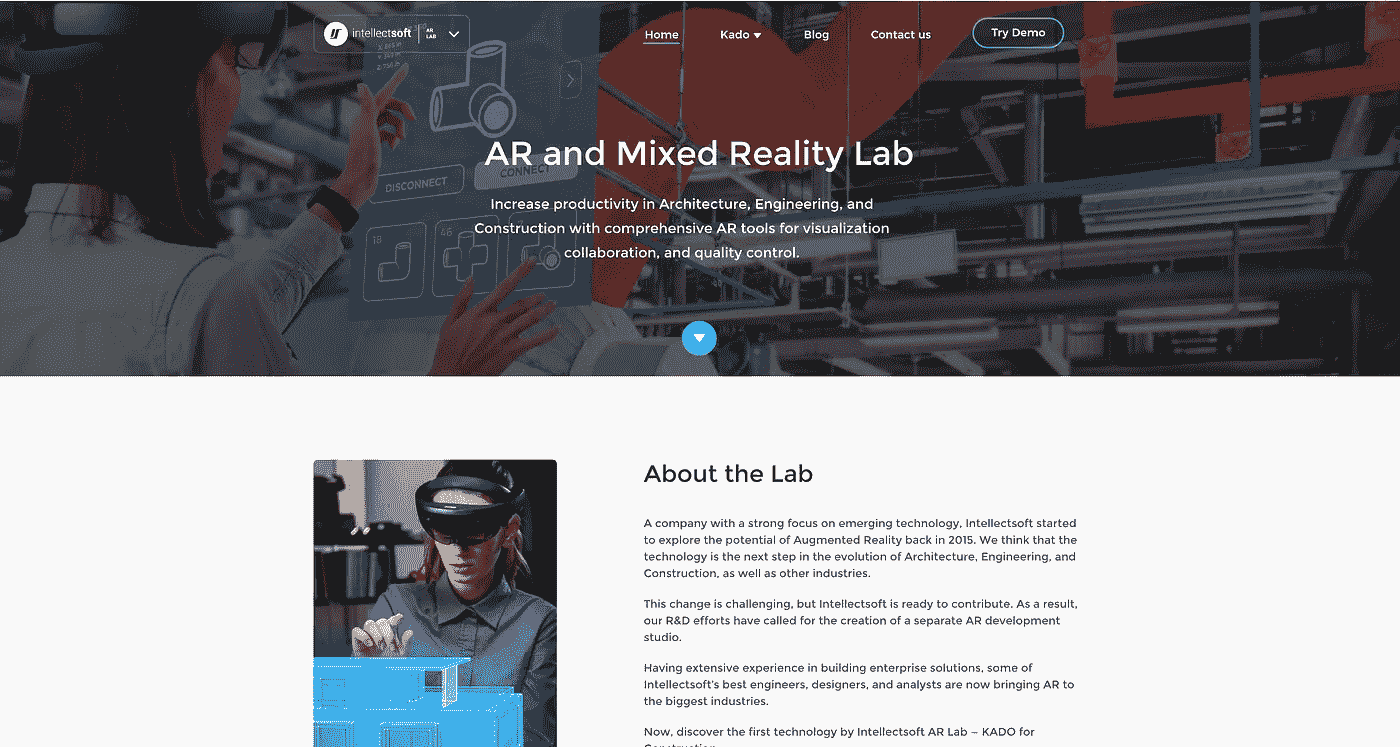 intellectsoft AR
LAB
Home Kado Blog Contact us Try Demo
AR and Mixed Reality Lab
DISCONNECT CONNECT
Increase productivity in Architecture, Engineering, and
Construction with comprehensive AR tools for visualization
collaboration, and quality control.
18 46
About the Lab
A company with a strong focus on emerging technology, Intellectsoft started
to explore the potential of Augmented Reality back in 2015. We think that the
technology is the next step in the evolution of Architecture, Engineering, and
Construction, as well as other industries.
This change is challenging, but Intellectsoft is ready to contribute. As a result,
our R&D efforts have called for the creation of a separate AR development
studio.
Having extensive experience in building enterprise solutions, some of
Intellectsoft's best engineers, designers, and analysts are now bringing AR to
the biggest industries.
Now, discover the first technology by Intellectsoft AR Lab – KADO for
Construction